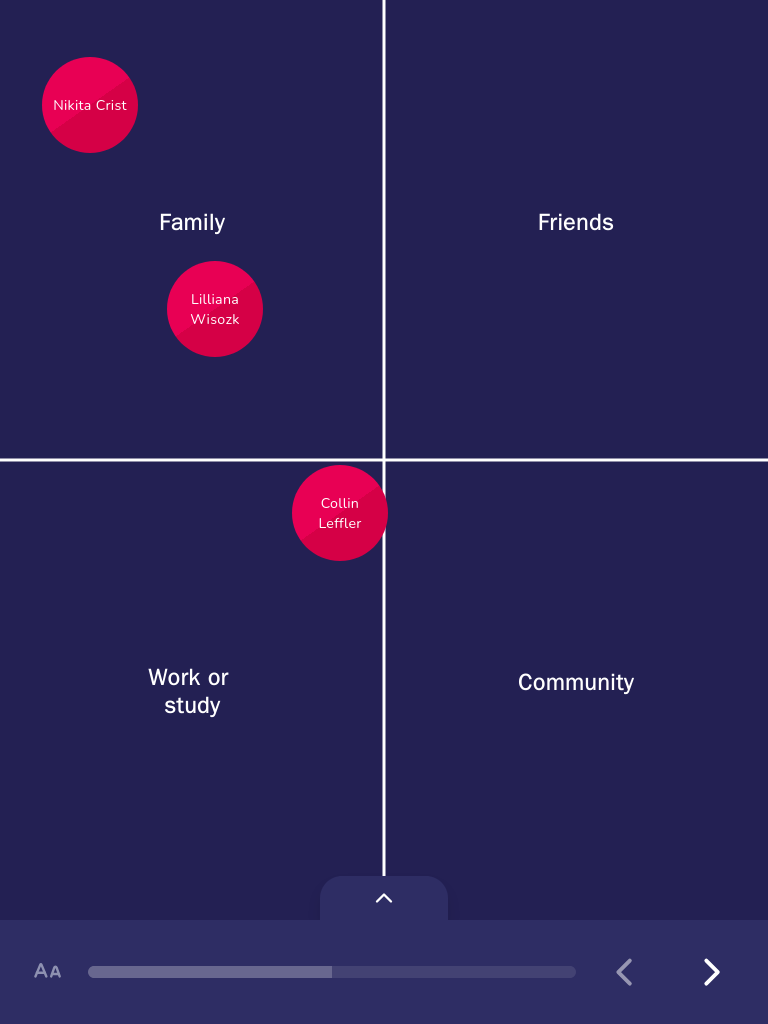 Nikita Crist
Family
Friends
Lilliana
Wisozk
Collin
Leffler
Work or
study
Community
AA